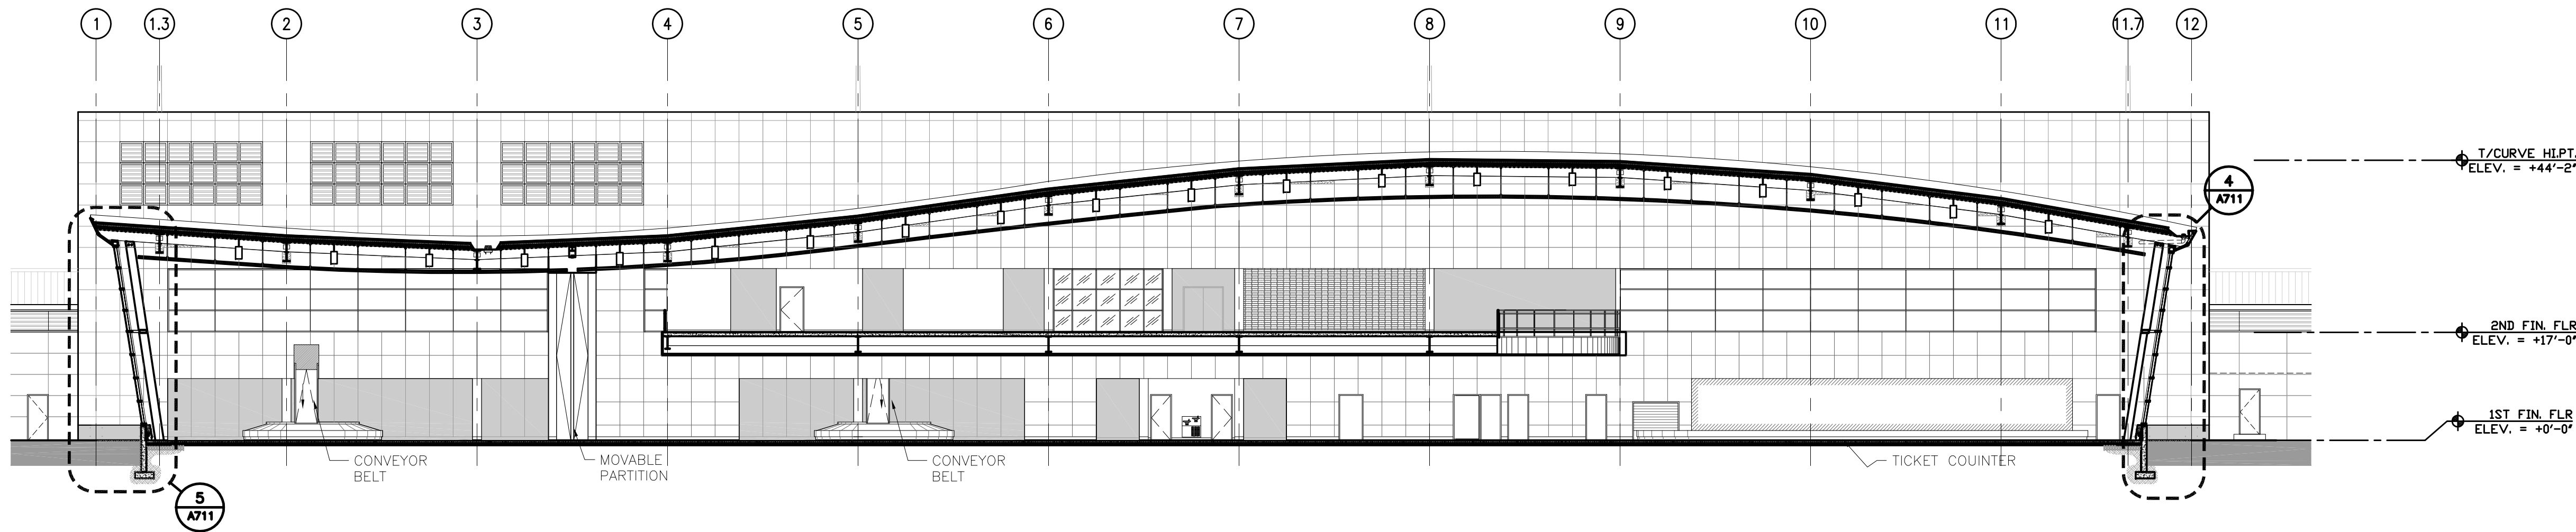 1
1.3
2
3
4
5
6
7
8
9
10
11
11.7
12
T/CURVE HI.PT.
ELEV. = +44'-2"
4
A711
2ND FIN. FLR
ELEV. = +17'-0"
1ST FIN. FLR
ELEV. = +0'-0"
CONVEYOR
BELT
MOVABLE
PARTITION
CONVEYOR
BELT
TICKET COUINTER
5
A711